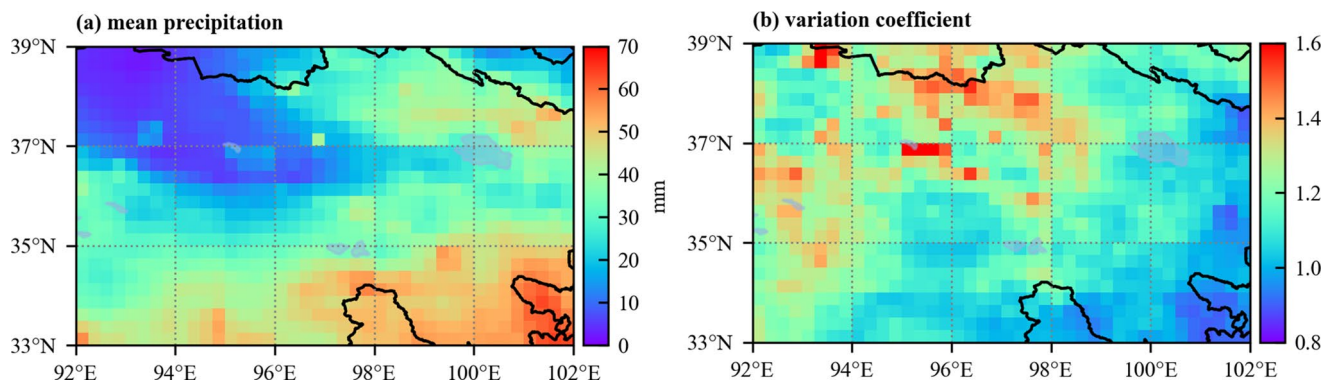 (a) mean precipitation
39°N
37°N
35°N
33°N
92°E
94°E
96°E
98°E
100°E
102°E
70
60
50
40
30
20
10
0
mm
(b) variation coefficient
39°N
37°N
35°N
33°N
92°E
94°E
96°E
98°E
100°E
102°E
1.6
1.4
1.2
1.0
0.8